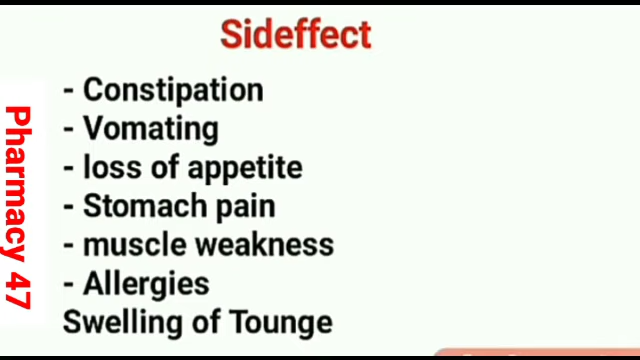 Sideffect
- Constipation
- Vomating
- loss of appetite
- Stomach pain
- muscle weakness
- Allergies
Swelling of Tounge
Pharmacy 47